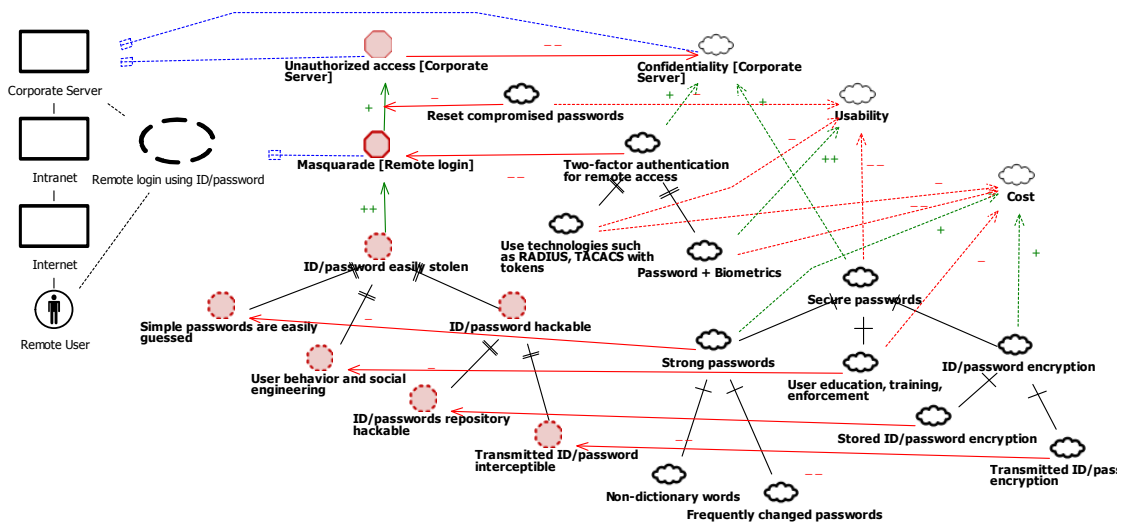 Corporate Server
Unauthorized access [Corporate
Server]
– –
Confidentiality [Corporate
Server]
+
–
Reset compromised passwords
+
–
+
Usability
Intranet
Remote login using ID/password
Masquarade [Remote login]
– –
Two-factor authentication
for remote access
–
++
– –
Internet
++
ID/password easily stolen
Use technologies such
as RADIUS, TACACS with
tokens
Password + Biometrics
–
– –
Cost
+
+
–
Secure passwords
Remote User
Simple passwords are easily
guessed
–
ID/password hackable
Strong passwords
User behavior and social
engineering
–
User education, training,
enforcement
ID/password encryption
ID/passwords repository
hackable
Stored ID/password encryption
– –
Transmitted ID/password
interceptible
Transmitted ID/pas
encryption
– –
Non-dictionary words
Frequently changed passwords